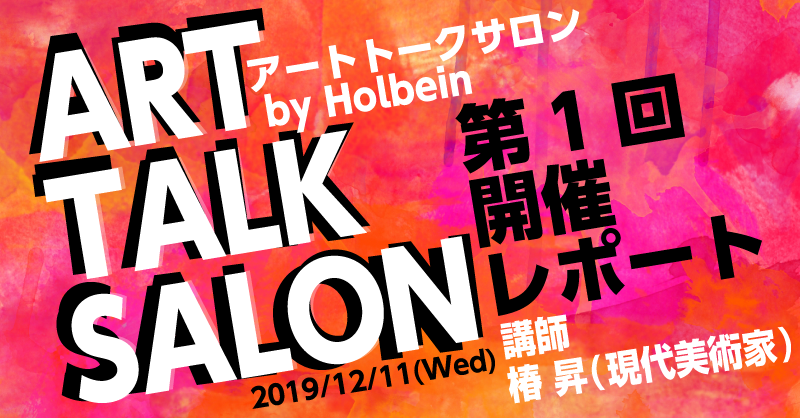 ART
TALK
SALON
アートトークサロン
by Holbein
第1回
開催
レポート
2019/12/11(Wed)
講師
椿 昇(現代美術家)